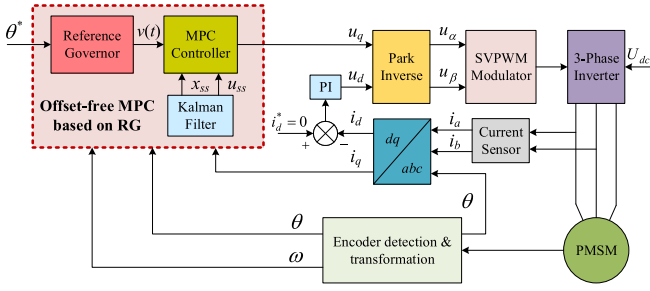 θ*
Reference
Governor
v(t)
MPC
Controller
x_ss
u_ss
Offset-free MPC
based on RG
Kalman
Filter
u_q
PI
u_d
Park
Inverse
u_α
u_β
SVPWM
Modulator
3-Phase
Inverter
U_dc
i_d* = 0
+
−
i_d
i_q
dq
abc
i_a
i_b
Current
Sensor
θ
θ
ω
Encoder detection &
transformation
PMSM